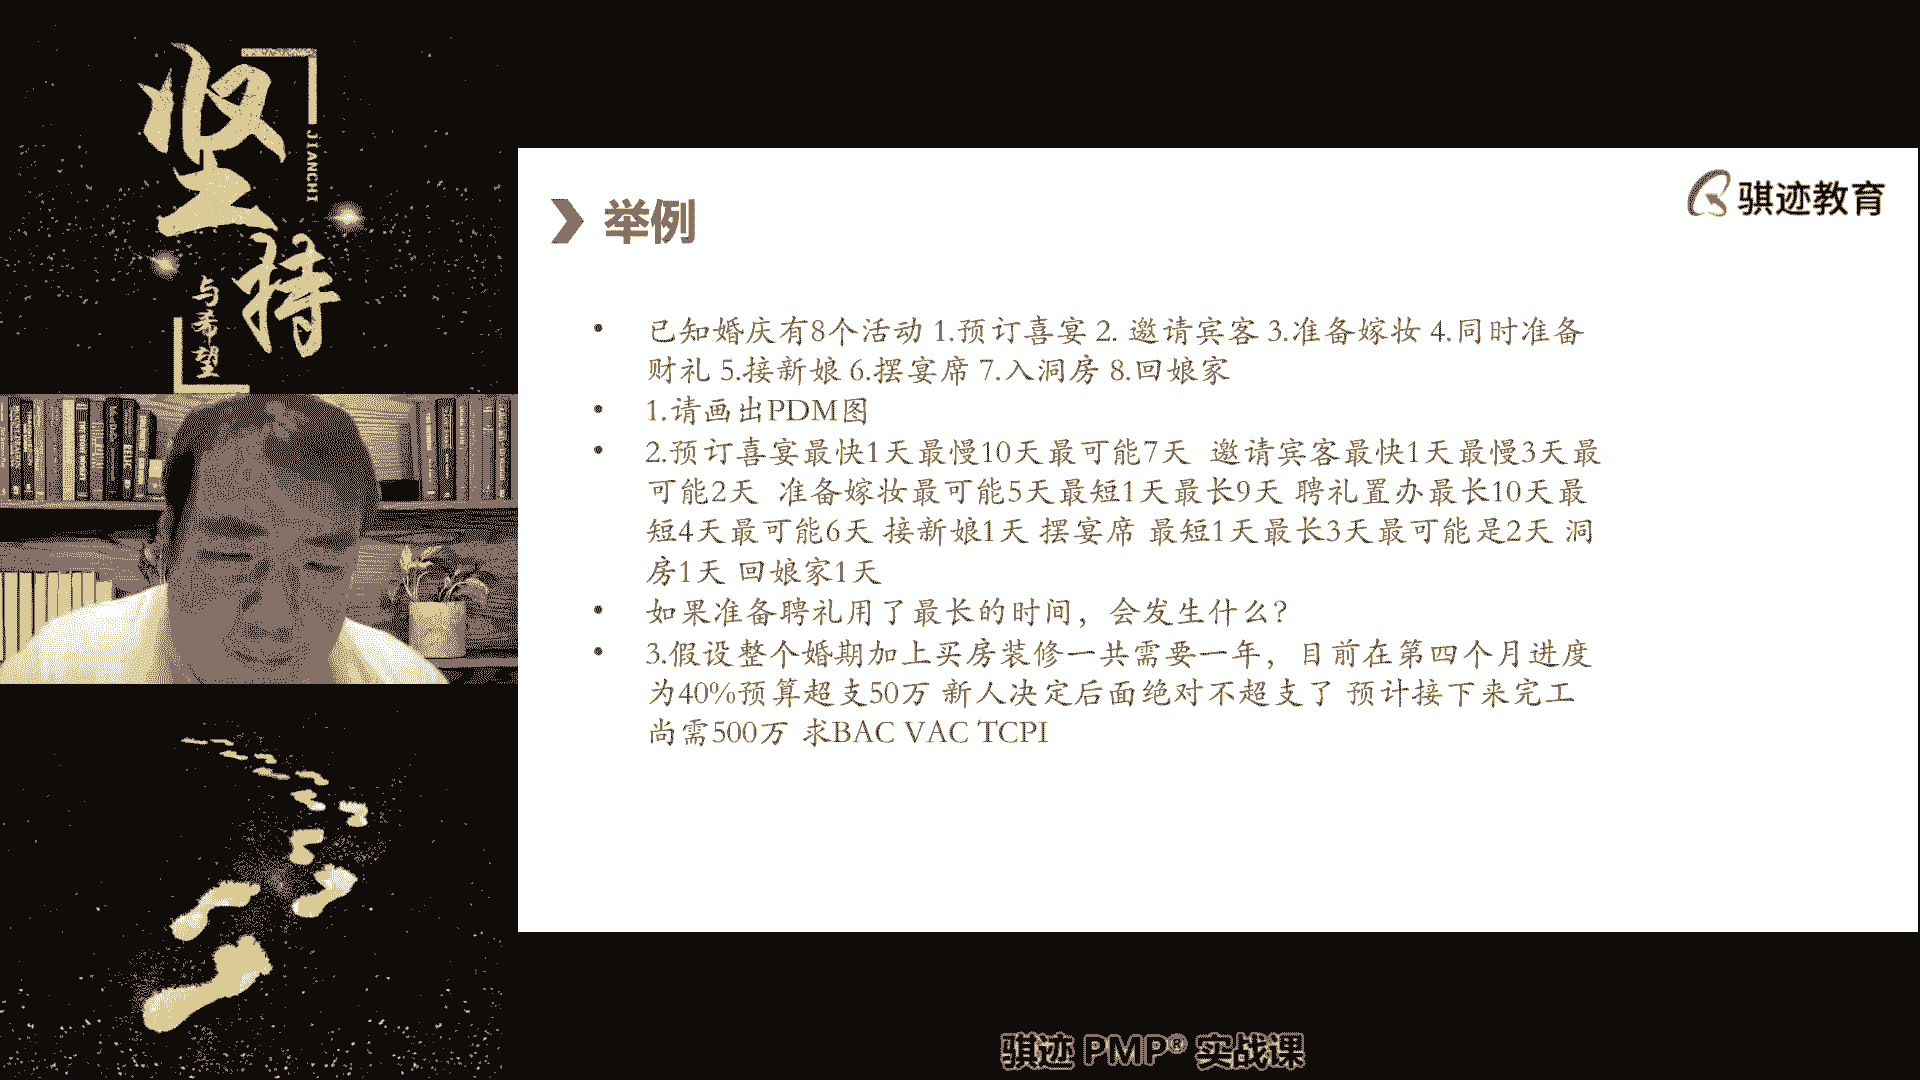 坚持
JIANCHI
与希望
骐迹教育
举例
• 已知婚庆有8个活动 1.预订喜宴 2. 邀请宾客 3.准备嫁妆 4.同时准备
财礼 5.接新娘 6.摆宴席 7.入洞房 8.回娘家
• 1.请画出PDM图
• 2.预订喜宴最快1天最慢10天最可能7天 邀请宾客最快1天最慢3天最
可能2天 准备嫁妆最可能5天最短1天最长9天 聘礼置办最长10天最
短4天最可能6天 接新娘1天 摆宴席 最短1天最长3天最可能是2天 洞
房1天 回娘家1天
• 如果准备聘礼用了最长的时间，会发生什么？
• 3.假设整个婚期加上买房装修一共需要一年，目前在第四个月进度
为40%预算超支50万 新人决定后面绝对不超支了 预计接下来完工
尚需500万 求BAC VAC TCPI
骐迹 PMP® 实战课